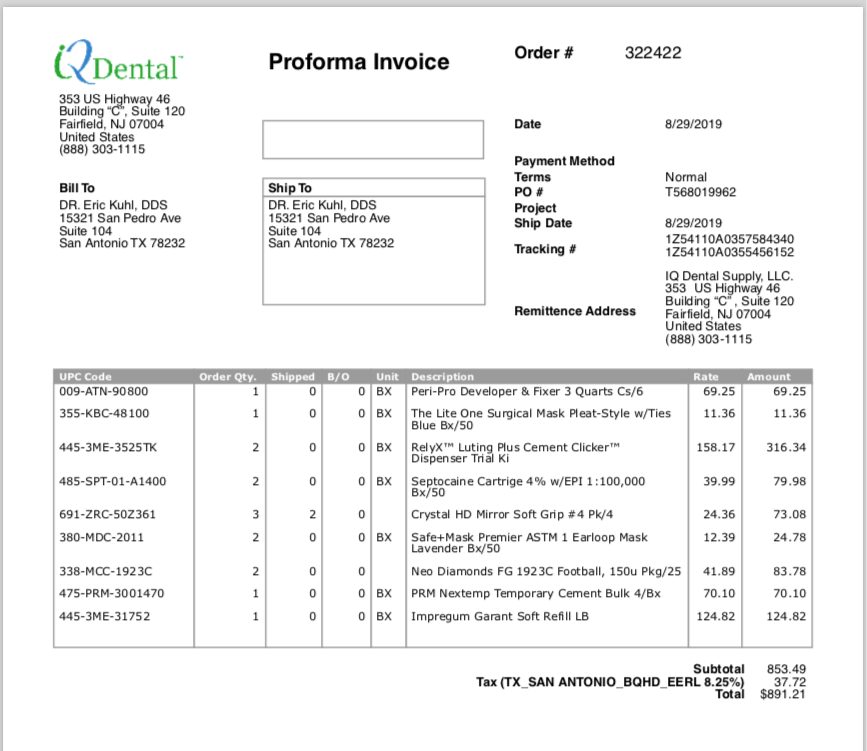 iQ Dental™
Proforma Invoice
Order # 322422
353 US Highway 46
Building "C", Suite 120
Fairfield, NJ 07004
United States
(888) 303-1115
Date 8/29/2019
Payment Method
Terms Normal
PO # T568019962
Project
Ship Date 8/29/2019
Tracking # 1Z54110A0357584340
1Z54110A0355456152
Remittence Address
IQ Dental Supply, LLC.
353 US Highway 46
Building "C" , Suite 120
Fairfield, NJ 07004
United States
(888) 303-1115
Bill To
DR. Eric Kuhl, DDS
15321 San Pedro Ave
Suite 104
San Antonio TX 78232
Ship To
DR. Eric Kuhl, DDS
15321 San Pedro Ave
Suite 104
San Antonio TX 78232
UPC Code Order Qty. Shipped B/O Unit Description Rate Amount
009-ATN-90800 1 0 0 BX Peri-Pro Developer & Fixer 3 Quarts Cs/6 69.25 69.25
355-KBC-48100 1 0 0 BX The Lite One Surgical Mask Pleat-Style w/Ties 11.36 11.36
Blue Bx/50
445-3ME-3525TK 2 0 0 BX RelyX™ Luting Plus Cement Clicker™ 158.17 316.34
Dispenser Trial Ki
485-SPT-01-A1400 2 0 0 BX Septocaine Cartrige 4% w/EPI 1:100,000 39.99 79.98
Bx/50
691-ZRC-50Z361 3 2 0 Crystal HD Mirror Soft Grip #4 Pk/4 24.36 73.08
380-MDC-2011 2 0 0 BX Safe+Mask Premier ASTM 1 Earloop Mask 12.39 24.78
Lavender Bx/50
338-MCC-1923C 2 0 0 Neo Diamonds FG 1923C Football, 150u Pkg/25 41.89 83.78
475-PRM-3001470 1 0 0 BX PRM Nextemp Temporary Cement Bulk 4/Bx 70.10 70.10
445-3ME-31752 1 0 0 BX Impregum Garant Soft Refill LB 124.82 124.82
Subtotal 853.49
Tax (TX_SAN ANTONIO_BQHD_EERL 8.25%) 37.72
Total $891.21